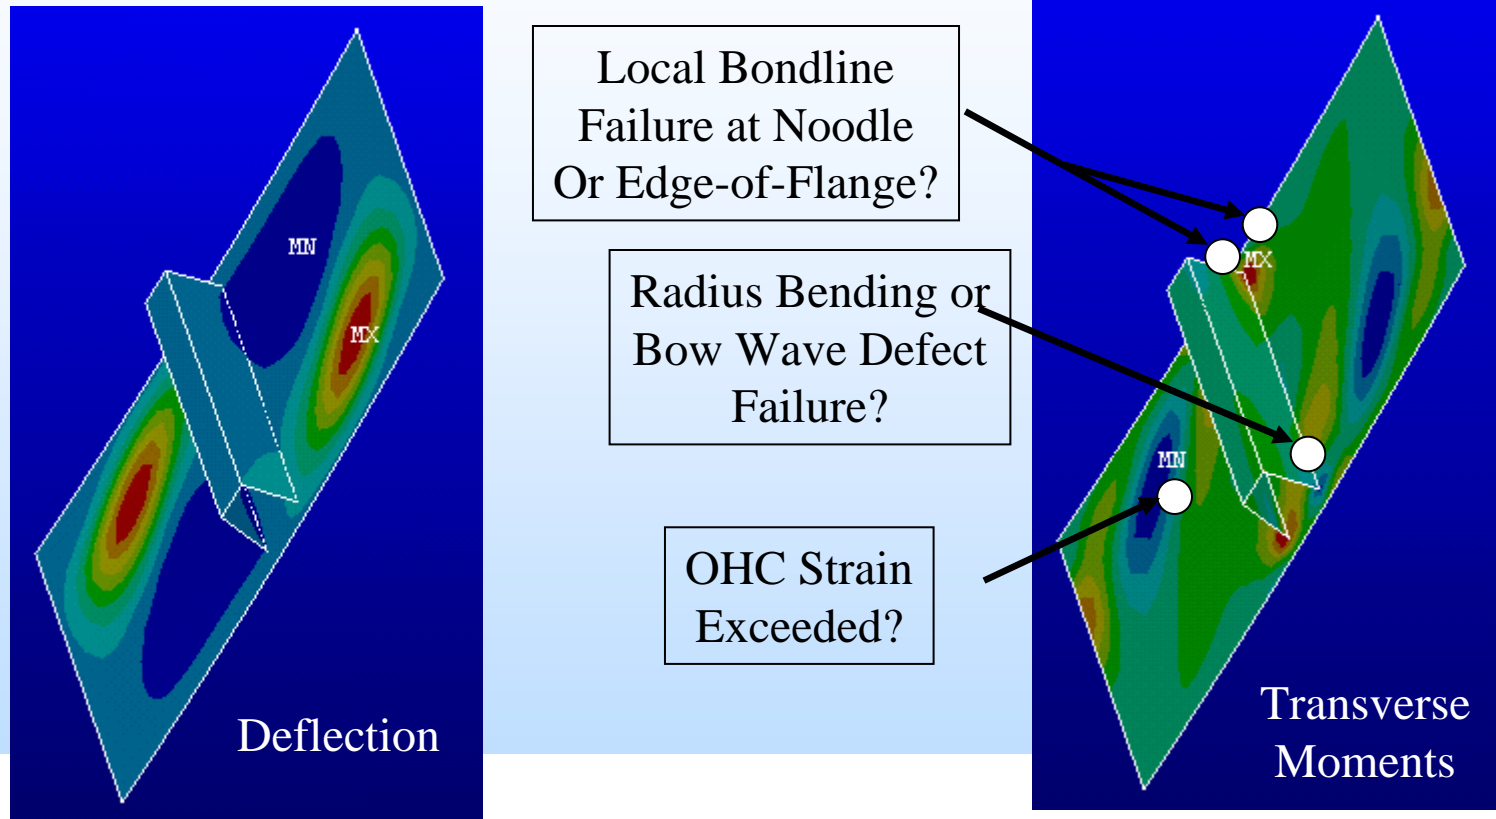 MN
MX
Deflection
Local Bondline
Failure at Noodle
Or Edge-of-Flange?
Radius Bending or
Bow Wave Defect
Failure?
OHC Strain
Exceeded?
MX
MN
Transverse
Moments